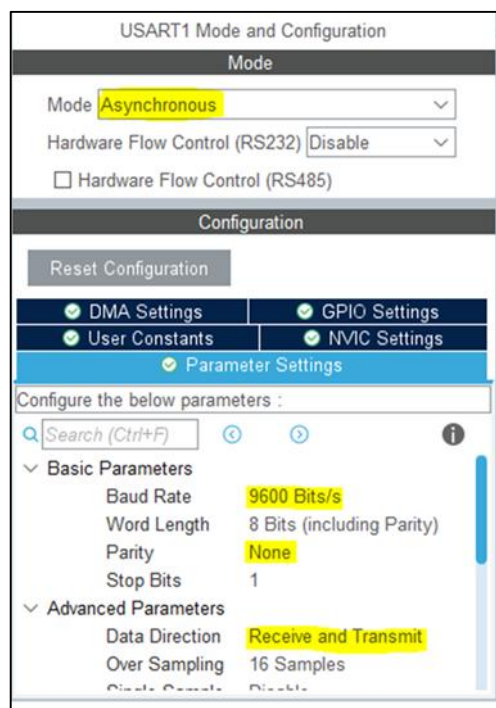 USART1 Mode and Configuration
Mode
Mode Asynchronous
Hardware Flow Control (RS232) Disable
Hardware Flow Control (RS485)
Configuration
Reset Configuration
DMA Settings GPIO Settings
User Constants NVIC Settings
Parameter Settings
Configure the below parameters :
Search (Ctrl+F)
Basic Parameters
Baud Rate 9600 Bits/s
Word Length 8 Bits (including Parity)
Parity None
Stop Bits 1
Advanced Parameters
Data Direction Receive and Transmit
Over Sampling 16 Samples
Single Sample Disable